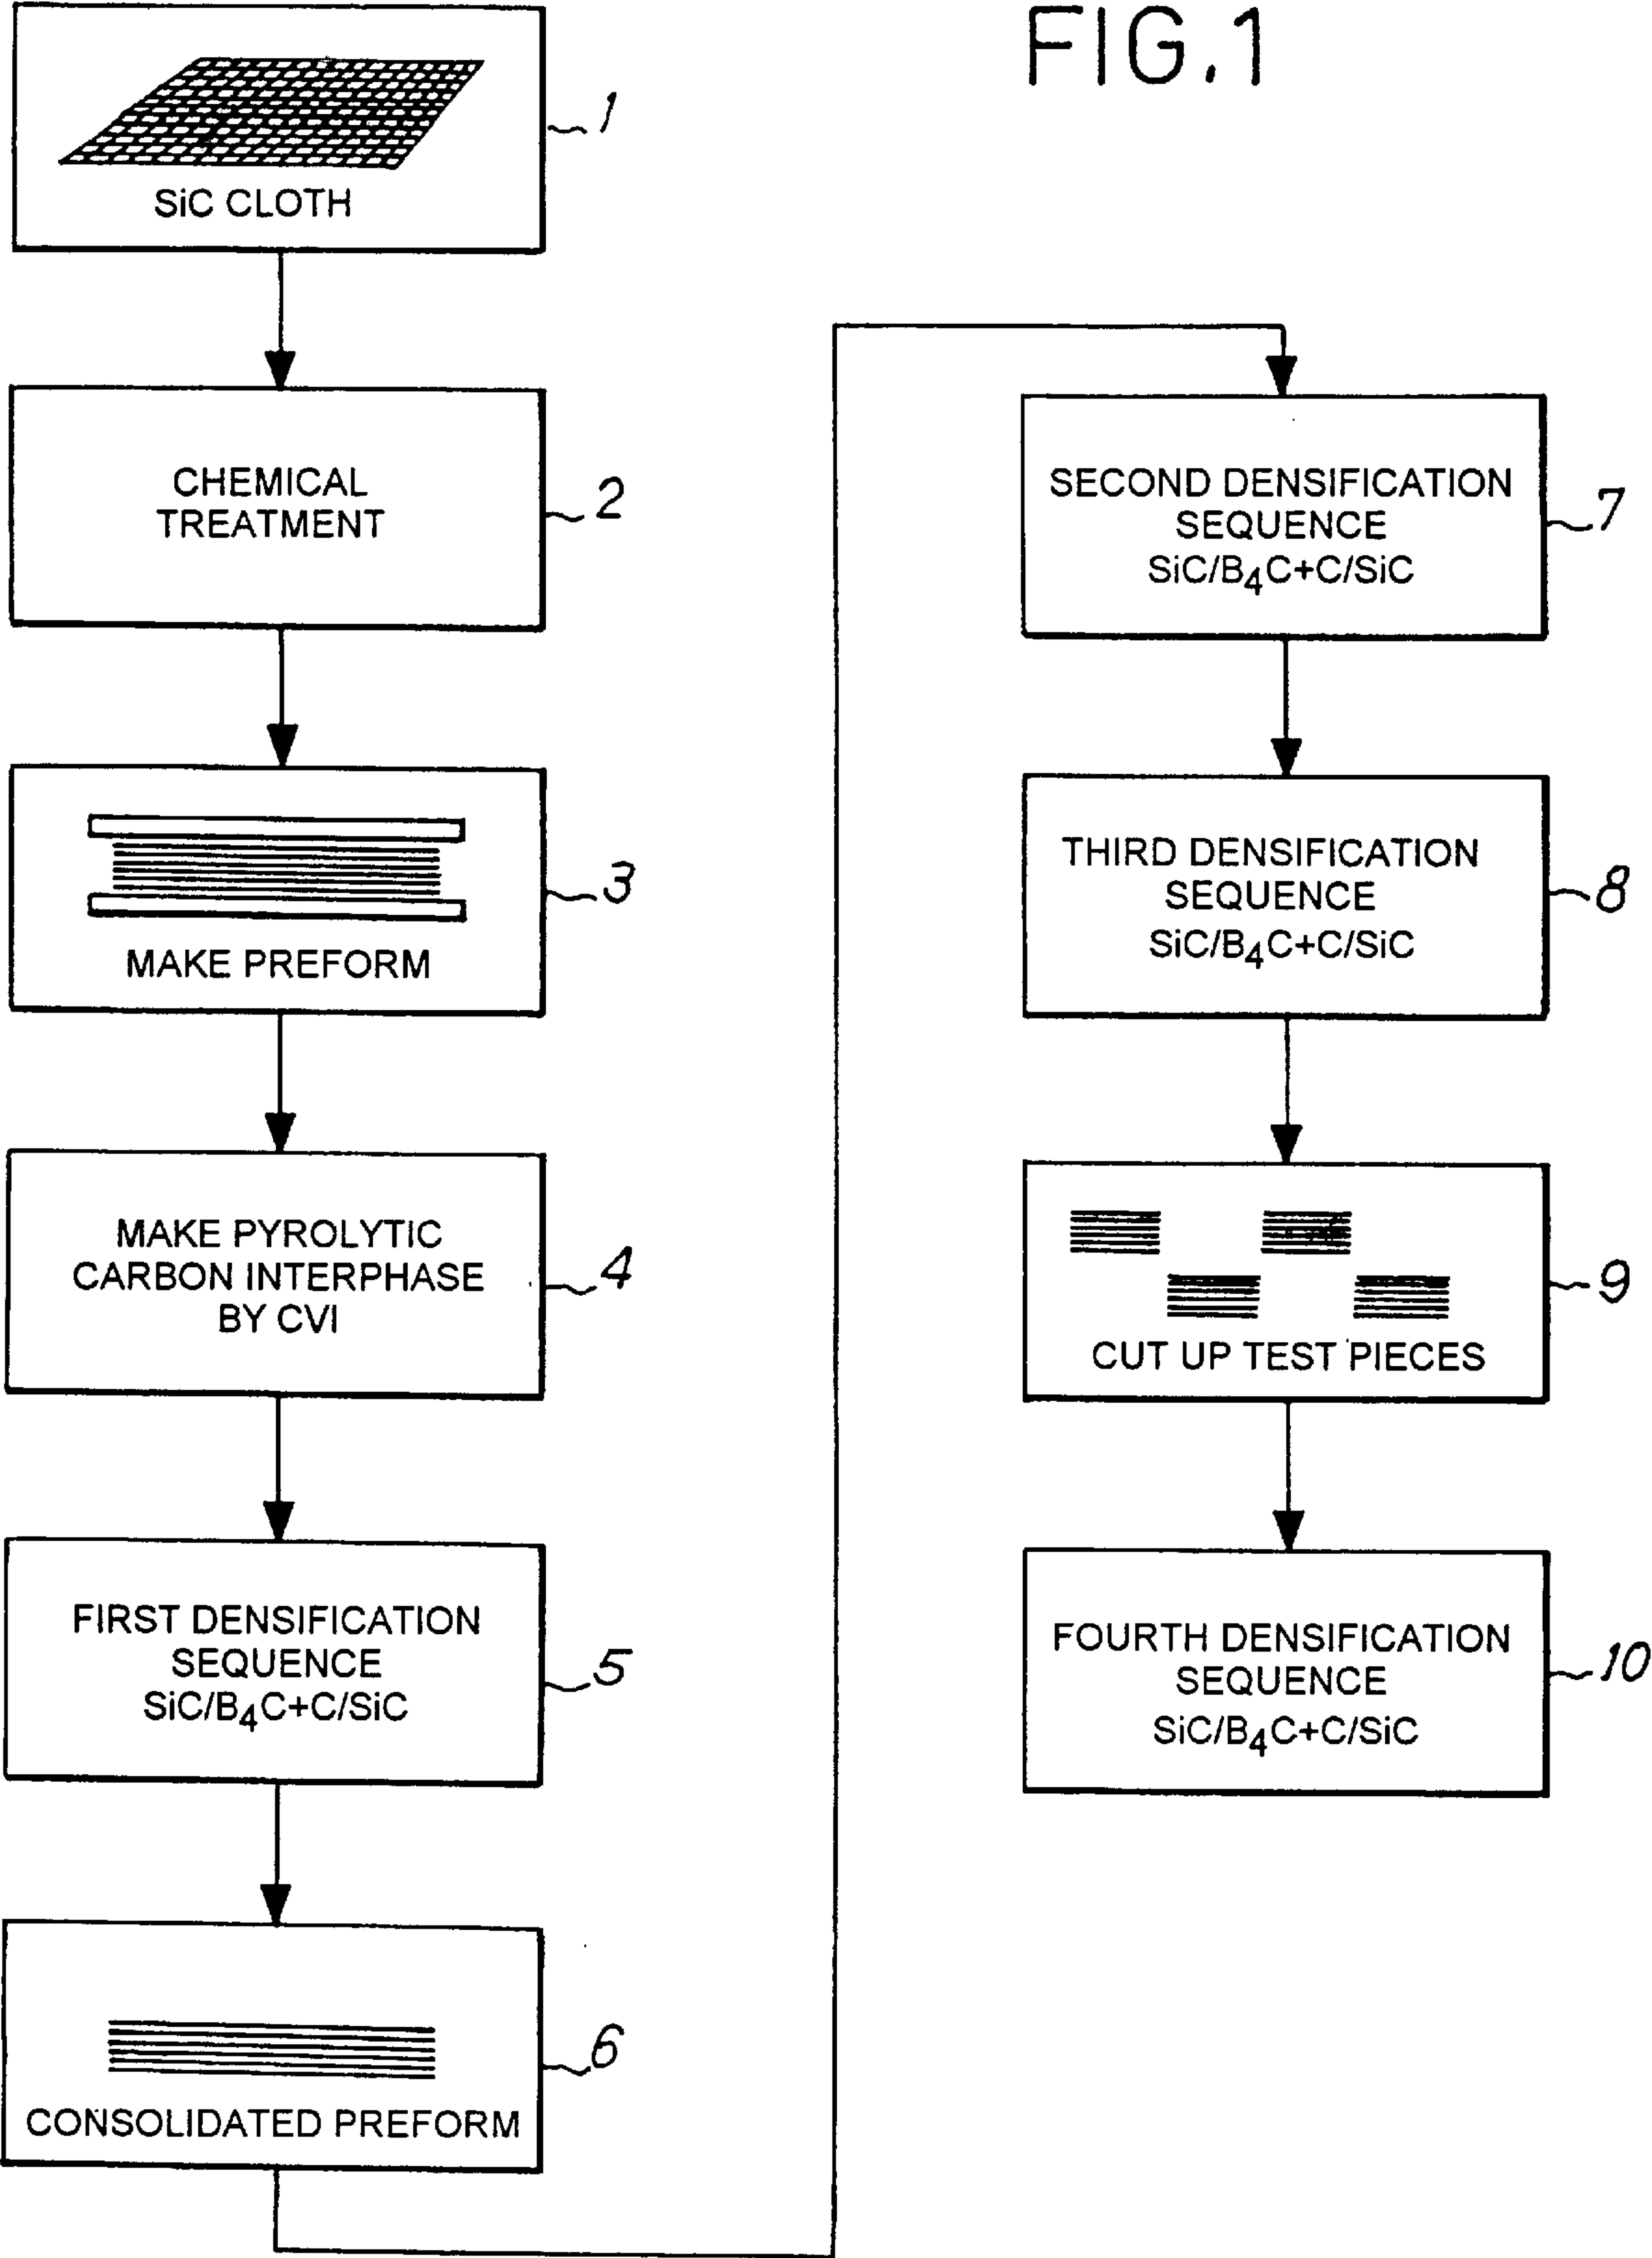 FIG.1
SiC CLOTH
1
CHEMICAL
TREATMENT
2
MAKE PREFORM
3
MAKE PYROLYTIC
CARBON INTERPHASE
BY CVI
4
FIRST DENSIFICATION
SEQUENCE
SiC/B₄C+C/SiC
5
CONSOLIDATED PREFORM
6
SECOND DENSIFICATION
SEQUENCE
SiC/B₄C+C/SiC
7
THIRD DENSIFICATION
SEQUENCE
SiC/B₄C+C/SiC
8
CUT UP TEST PIECES
9
FOURTH DENSIFICATION
SEQUENCE
SiC/B₄C+C/SiC
10